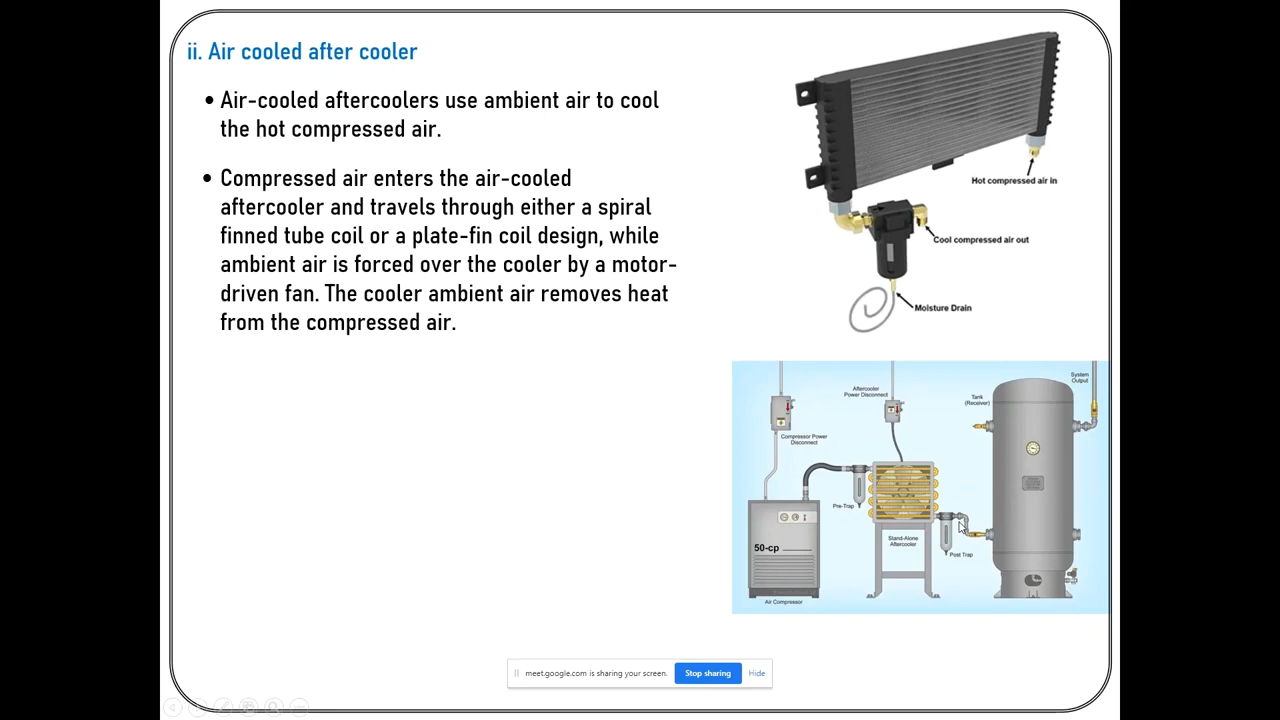 ii. Air cooled after cooler
• Air-cooled aftercoolers use ambient air to cool
the hot compressed air.
• Compressed air enters the air-cooled
aftercooler and travels through either a spiral
finned tube coil or a plate-fin coil design, while
ambient air is forced over the cooler by a motor-
driven fan. The cooler ambient air removes heat
from the compressed air.
Hot compressed air in
Cool compressed air out
Moisture Drain
System
Output
Aftercooler
Power Disconnect
Tank
(Receiver)
Compressor Power
Disconnect
Pre-Trap
Stand-Alone
Aftercooler
Post Trap
50-cp
Air Compressor
meet.google.com is sharing your screen.
Stop sharing
Hide